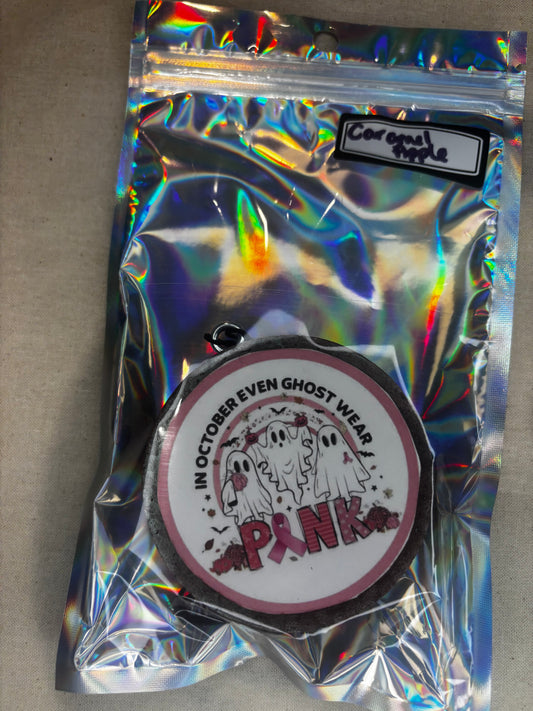 Caramel
Apple
IN OCTOBER EVEN GHOST WEAR
PINK